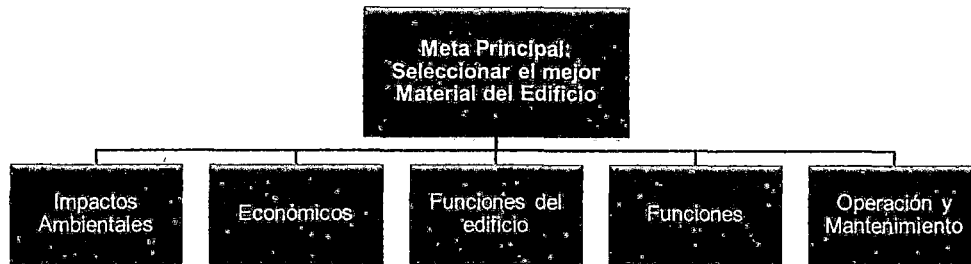 Meta Principal:
Seleccionar el mejor
Material del Edificio
Impactos
Ambientales
Económicos
Funciones del
edificio
Funciones
Operación y
Mantenimiento